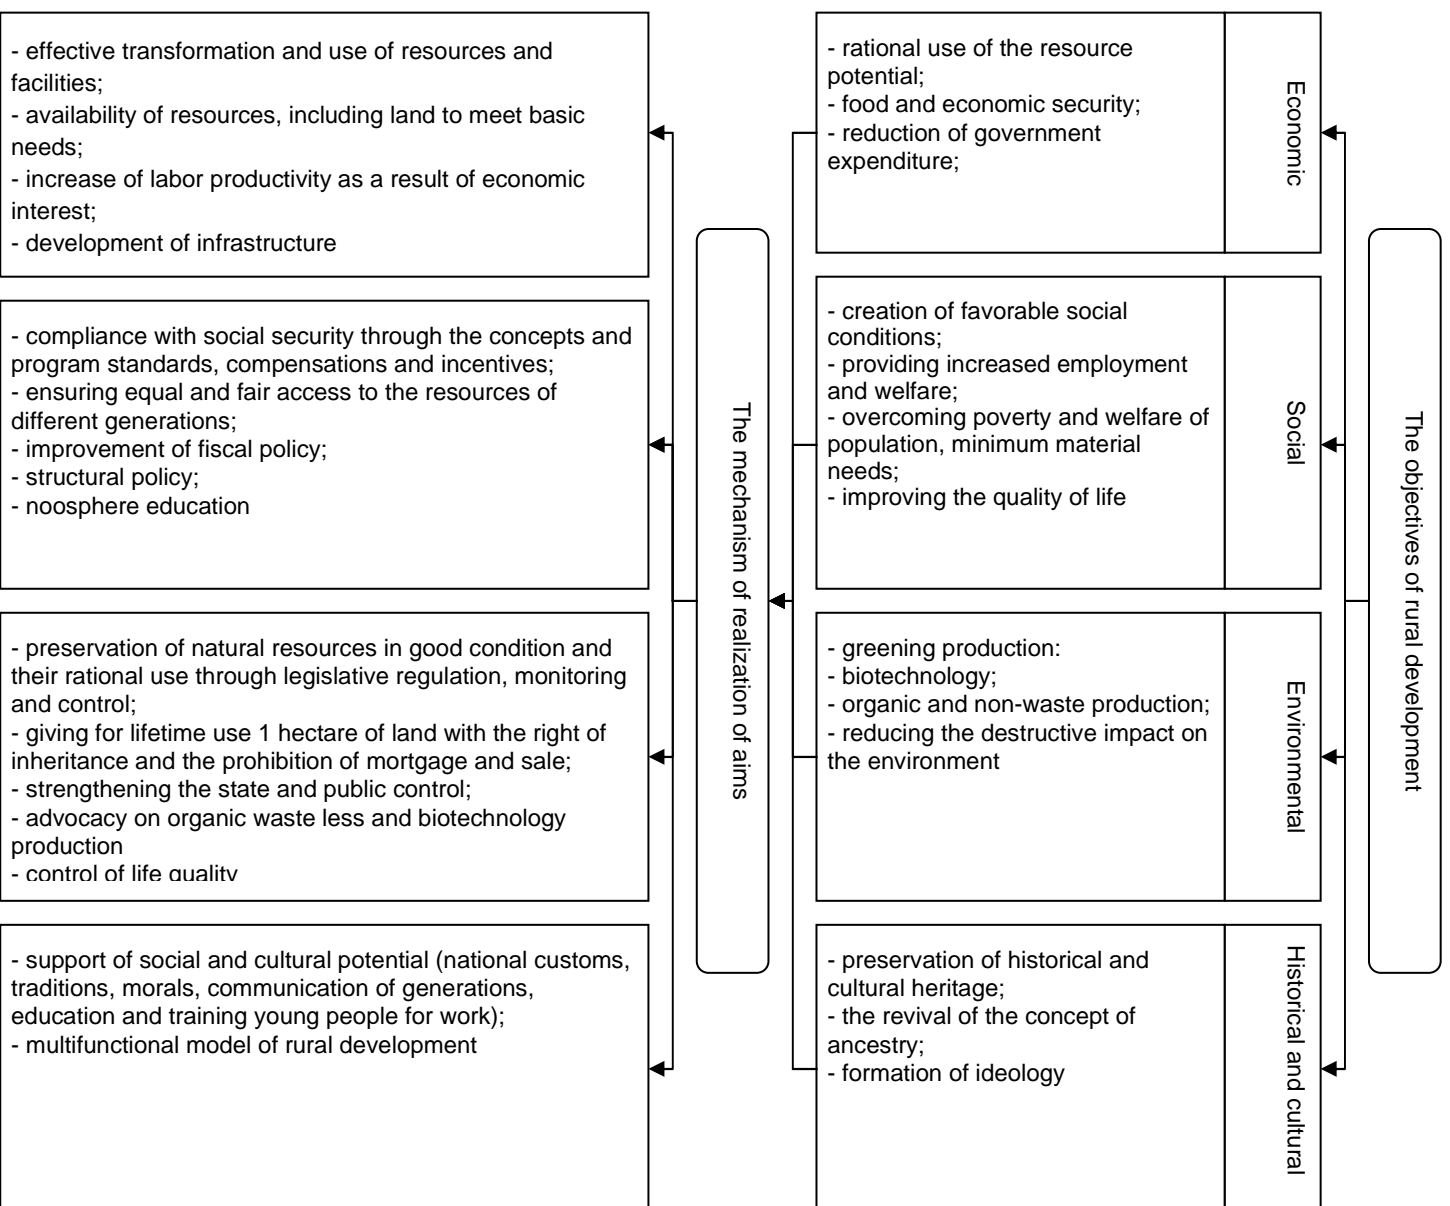 The objectives of rural development
Economic
- rational use of the resource
potential;
- food and economic security;
- reduction of government
expenditure;
Social
- creation of favorable social
conditions;
- providing increased employment
and welfare;
- overcoming poverty and welfare of
population, minimum material
needs;
- improving the quality of life
Environmental
- greening production:
- biotechnology;
- organic and non-waste production;
- reducing the destructive impact on
the environment
Historical and cultural
- preservation of historical and
cultural heritage;
- the revival of the concept of
ancestry;
- formation of ideology
The mechanism of realization of aims
- effective transformation and use of resources and
facilities;
- availability of resources, including land to meet basic
needs;
- increase of labor productivity as a result of economic
interest;
- development of infrastructure
- compliance with social security through the concepts and
program standards, compensations and incentives;
- ensuring equal and fair access to the resources of
different generations;
- improvement of fiscal policy;
- structural policy;
- noosphere education
- preservation of natural resources in good condition and
their rational use through legislative regulation, monitoring
and control;
- giving for lifetime use 1 hectare of land with the right of
inheritance and the prohibition of mortgage and sale;
- strengthening the state and public control;
- advocacy on organic waste less and biotechnology
production
- control of life quality
- support of social and cultural potential (national customs,
traditions, morals, communication of generations,
education and training young people for work);
- multifunctional model of rural development